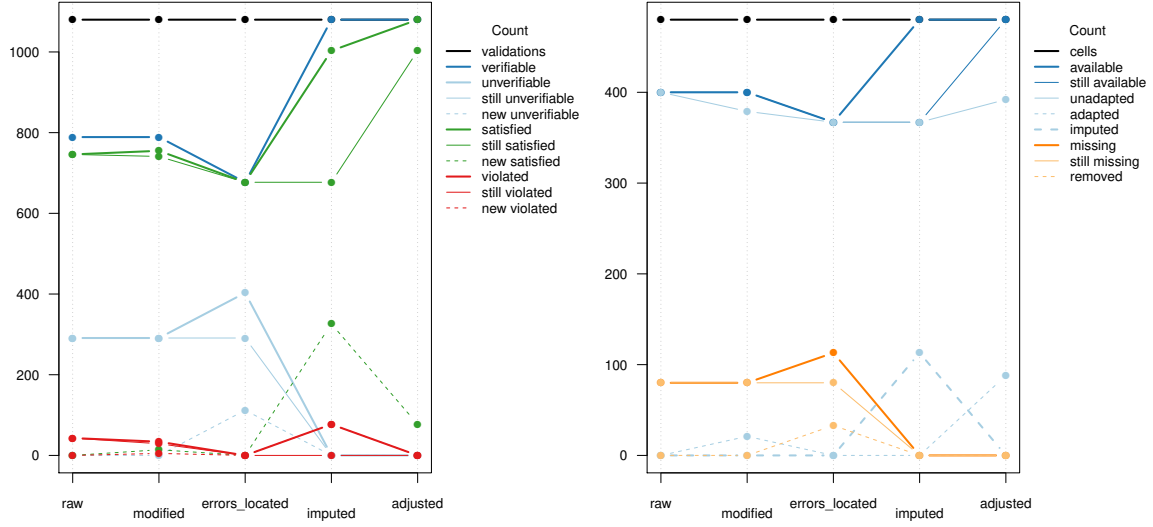 Count
validations
verifiable
unverifiable
still unverifiable
new unverifiable
satisfied
still satisfied
new satisfied
violated
still violated
new violated
1000
800
600
400
200
0
raw
modified
errors_located
imputed
adjusted
Count
cells
available
still available
unadapted
adapted
imputed
missing
still missing
removed
400
300
200
100
0
raw
modified
errors_located
imputed
adjusted